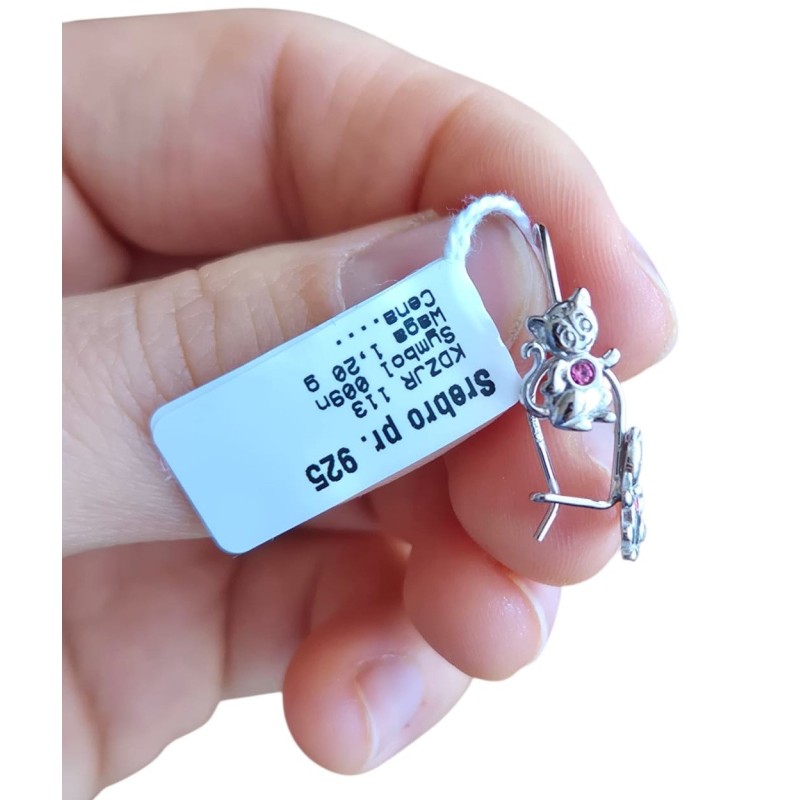 Srebro pr. 925
KDZJR 113
Symbol 009n
Waga 1,20 g
Cena.... ..